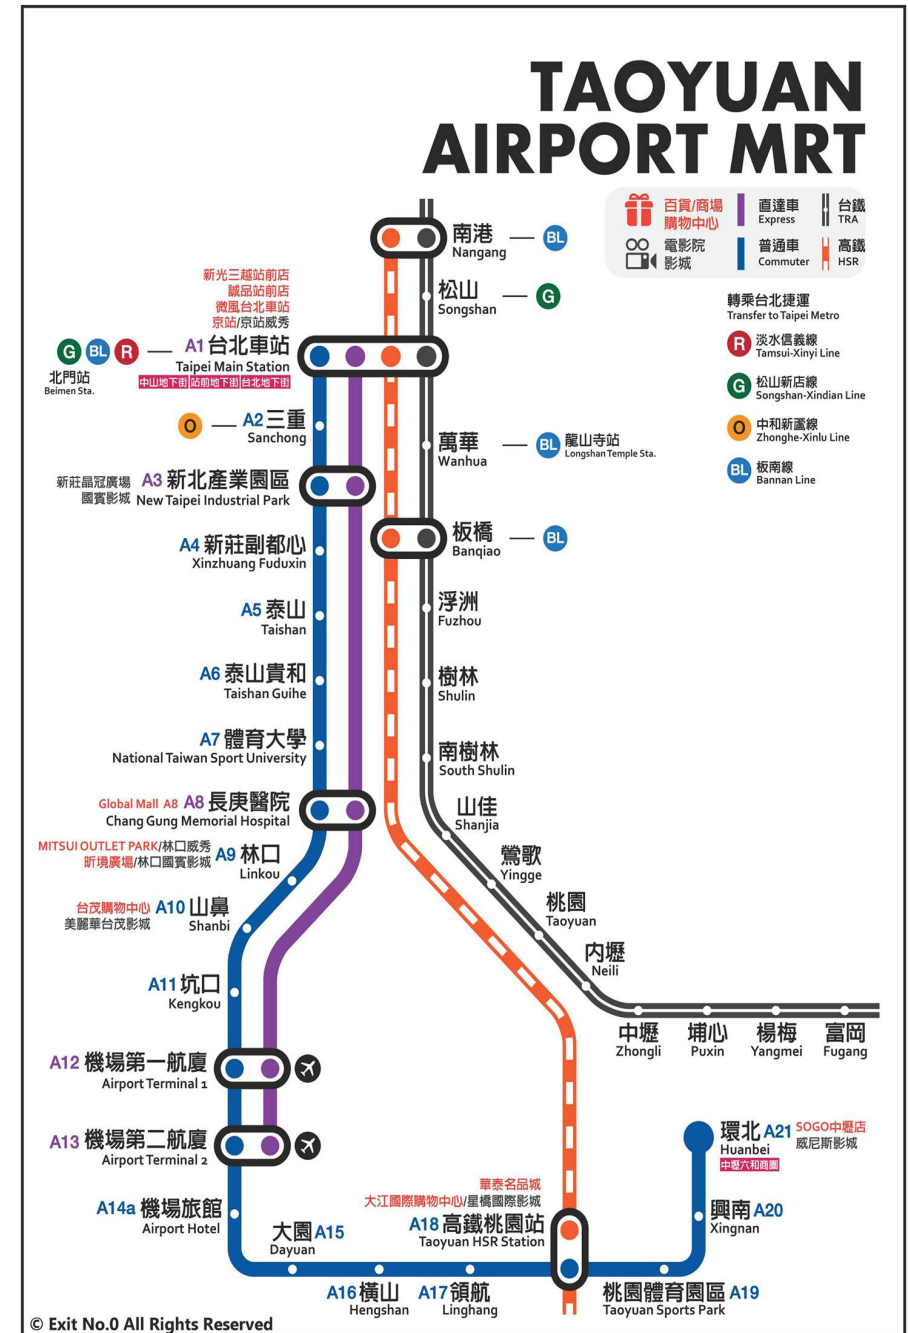 TAOYUAN
AIRPORT MRT
百貨/商場
購物中心
直達車
Express
台鐵
TRA
電影院
影城
普通車
Commuter
高鐵
HSR
轉乘台北捷運
Transfer to Taipei Metro
R 淡水信義線
Tamsui-Xinyi Line
G 松山新店線
Songshan-Xindian Line
O 中和新蘆線
Zhonghe-Xinlu Line
BL 板南線
Bannan Line
南港 BL
Nangang
松山 G
Songshan
新光三越站前店
誠品站前店
微風台北車站
京站/京站威秀
G BL R A1 台北車站
Taipei Main Station
北門站
Beimen Sta.
中山地下街 站前地下街 台北地下街
O A2 三重
Sanchong
萬華
Wanhua
BL 龍山寺站
Longshan Temple Sta.
新莊晶冠廣場
國賓影城
A3 新北產業園區
New Taipei Industrial Park
板橋 BL
Banqiao
A4 新莊副都心
Xinzhuang Fuduxin
浮洲
Fuzhou
A5 泰山
Taishan
A6 泰山貴和
Taishan Guihe
樹林
Shulin
A7 體育大學
National Taiwan Sport University
南樹林
South Shulin
Global Mall A8 A8 長庚醫院
Chang Gung Memorial Hospital
山佳
Shanjia
MITSUI OUTLET PARK/林口威秀
昕境廣場/林口國賓影城
A9 林口
Linkou
鶯歌
Yingge
台茂購物中心
美麗華台茂影城
A10 山鼻
Shanbi
桃園
Taoyuan
內壢
Neili
A11 坑口
Kengkou
中壢
Zhongli
埔心
Puxin
楊梅
Yangmei
富岡
Fugang
A12 機場第一航廈
Airport Terminal 1
A13 機場第二航廈
Airport Terminal 2
環北 A21
Huanbei
中壢六和商圈
SOGO中壢店
威尼斯影城
A14a 機場旅館
Airport Hotel
華泰名品城
大江國際購物中心/星橋國際影城
A18 高鐵桃園站
Taoyuan HSR Station
興南 A20
Xingnan
大園 A15
Dayuan
A16 橫山
Hengshan
A17 領航
Linghang
桃園體育園區 A19
Taoyuan Sports Park
© Exit No.0 All Rights Reserved